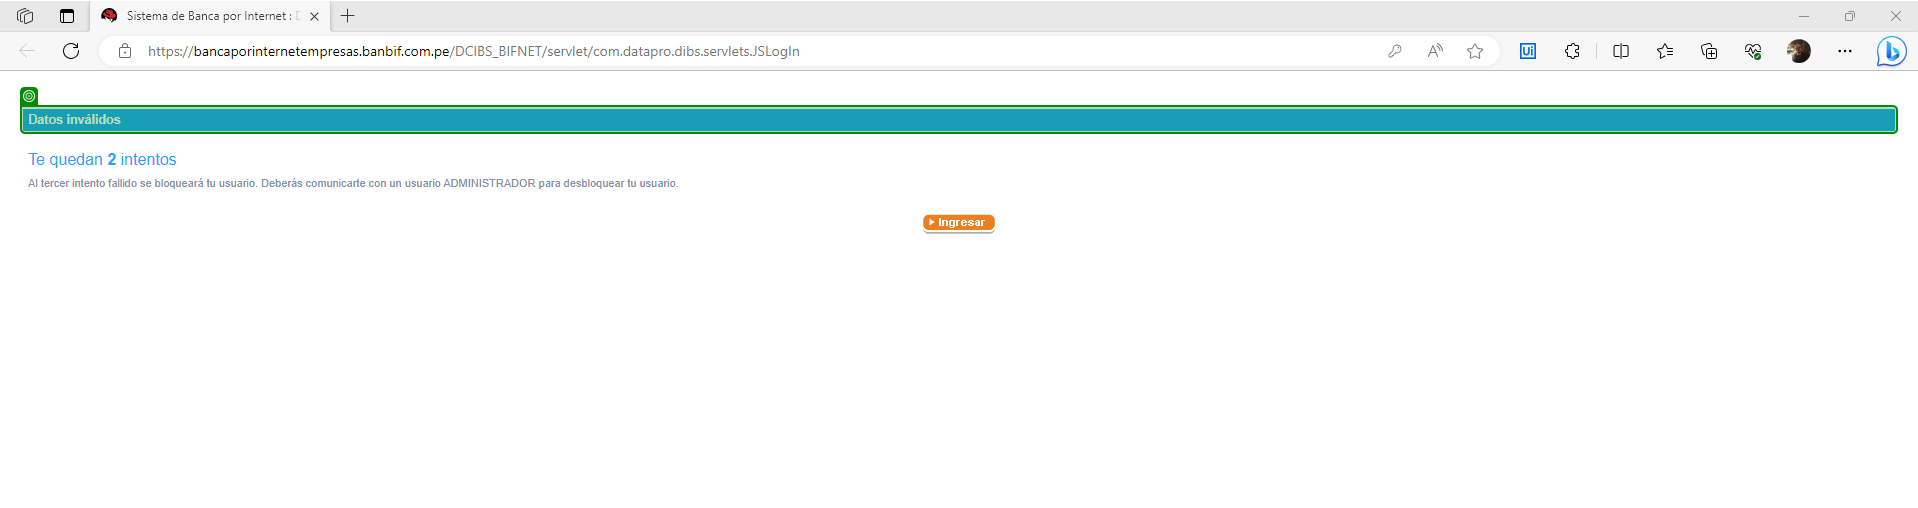 Sistema de Banca por Internet :
https://bancaporinternetempresas.banbif.com.pe/DCIBS_BIFNET/servlet/com.datapro.dibs.servlets.JSLogIn
Datos inválidos
Te quedan 2 intentos
Al tercer intento fallido se bloqueará tu usuario. Deberás comunicarte con un usuario ADMINISTRADOR para desbloquear tu usuario.
Ingresar